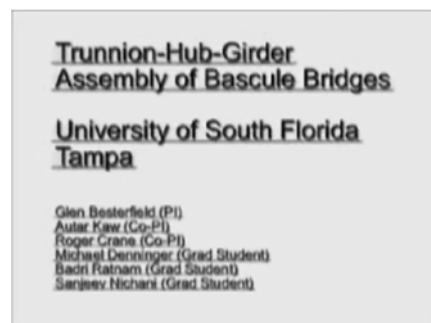 Trunnion-Hub-Girder
Assembly of Bascule Bridges
University of South Florida
Tampa
Glen Besterfield (PI)
Autar Kaw (Co-PI)
Roger Crane (Co-PI)
Michael Denninger (Grad Student)
Badri Ratnam (Grad Student)
Sanjeev Nichani (Grad Student)